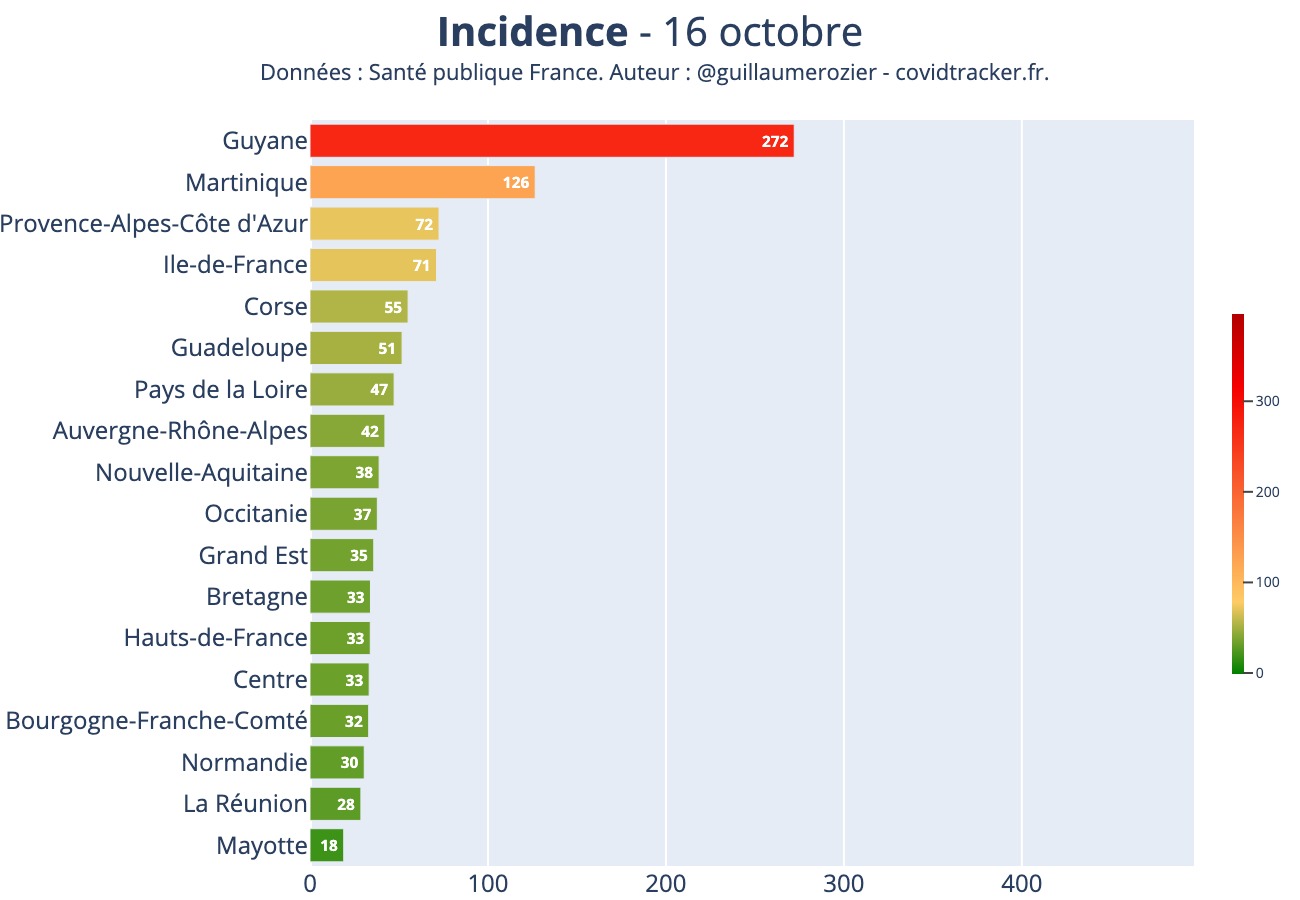 Incidence - 16 octobre
Données : Santé publique France. Auteur : @guillaumerozier - covidtracker.fr.
Guyane 272
Martinique 126
Provence-Alpes-Côte d'Azur 72
Ile-de-France 71
Corse 55
Guadeloupe 51
Pays de la Loire 47
Auvergne-Rhône-Alpes 42
Nouvelle-Aquitaine 38
Occitanie 37
Grand Est 35
Bretagne 33
Hauts-de-France 33
Centre 33
Bourgogne-Franche-Comté 32
Normandie 30
La Réunion 28
Mayotte 18
0 100 200 300 400
300
200
100
0